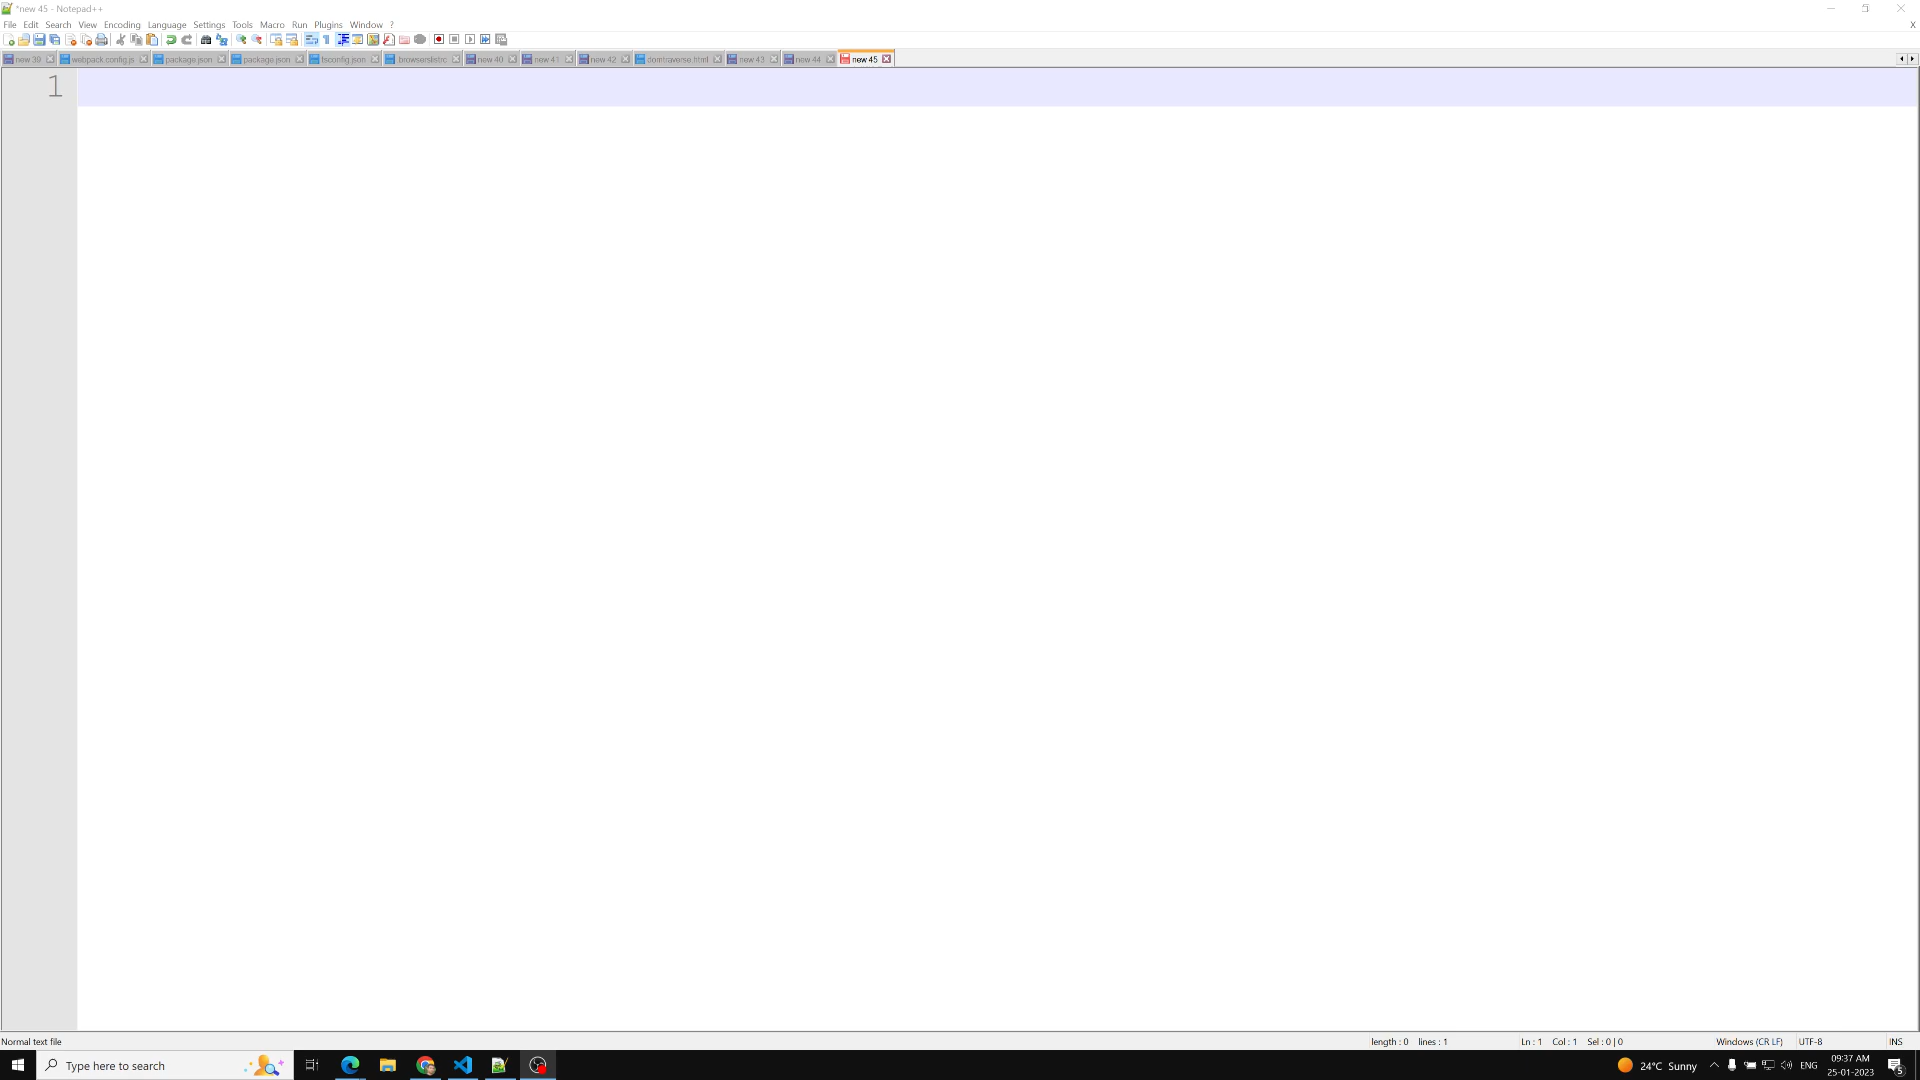 *new 45 - Notepad++
File Edit Search View Encoding Language Settings Tools Macro Run Plugins Window ?
X
new 39 webpack.config.js package.json package.json tsconfig.json browserslistrc new 40 new 41 new 42 domtraverse.html new 43 new 44 new 45
1
Normal text file length : 0 lines : 1 Ln : 1 Col : 1 Sel : 0 | 0 Windows (CR LF) UTF-8 INS
Type here to search 24°C Sunny ENG 09:37 AM
25-01-2023 5